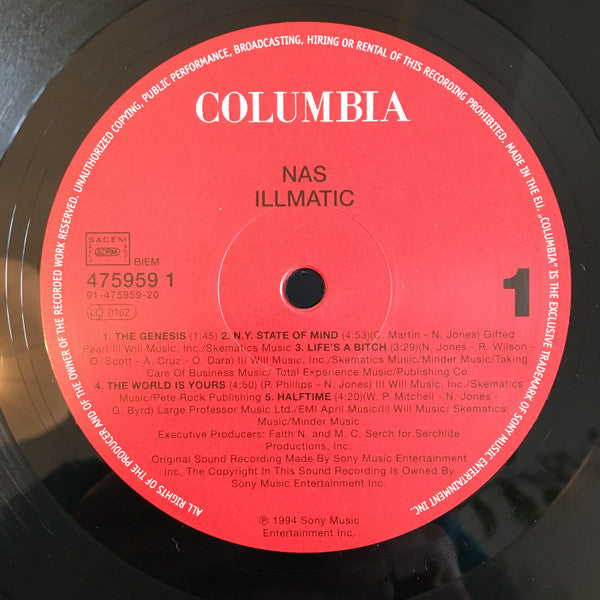 ALL RIGHTS OF THE PRODUCER AND OF THE OWNER OF THE RECORDED WORK RESERVED. UNAUTHORIZED COPYING, PUBLIC PERFORMANCE, BROADCASTING, HIRING OR RENTAL OF THIS RECORDING PROHIBITED. MADE IN THE EU. „COLUMBIA" IS THE EXCLUSIVE TRADEMARK OF SONY MUSIC ENTERTAINMENT INC.
COLUMBIA
NAS
ILLMATIC
SACEM
SDRM
BIEM
475959 1
01-475959-20
LC 0162
1
1. THE GENESIS (1:45) 2. N.Y. STATE OF MIND (4:53)(C. Martin - N. Jones) Gifted
Pearl/Ill Will Music, Inc./Skematics Music 3. LIFE'S A BITCH (3:29)(N. Jones - R. Wilson -
O. Scott - A. Cruz - O. Dara) Ill Will Music, Inc./Skematics Music/Minder Music/Taking
Care Of Business Music/ Total Experience Music/Publishing Co.
4. THE WORLD IS YOURS (4:50) (P. Phillips - N. Jones) Ill Will Music, Inc./Skematics
Music/Pete Rock Publishing 5. HALFTIME (4:20)(W. P. Mitchell - N. Jones -
G. Byrd) Large Professor Music Ltd./EMI April Music/Ill Will Music/ Skematics
Music/Minder Music
Executive Producers: Faith N. and M. C. Serch for Serchlite
Productions, Inc.
Original Sound Recording Made By Sony Music Entertainment
Inc. The Copyright In This Sound Recording Is Owned By
Sony Music Entertainment Inc.
℗ 1994 Sony Music
Entertainment Inc.